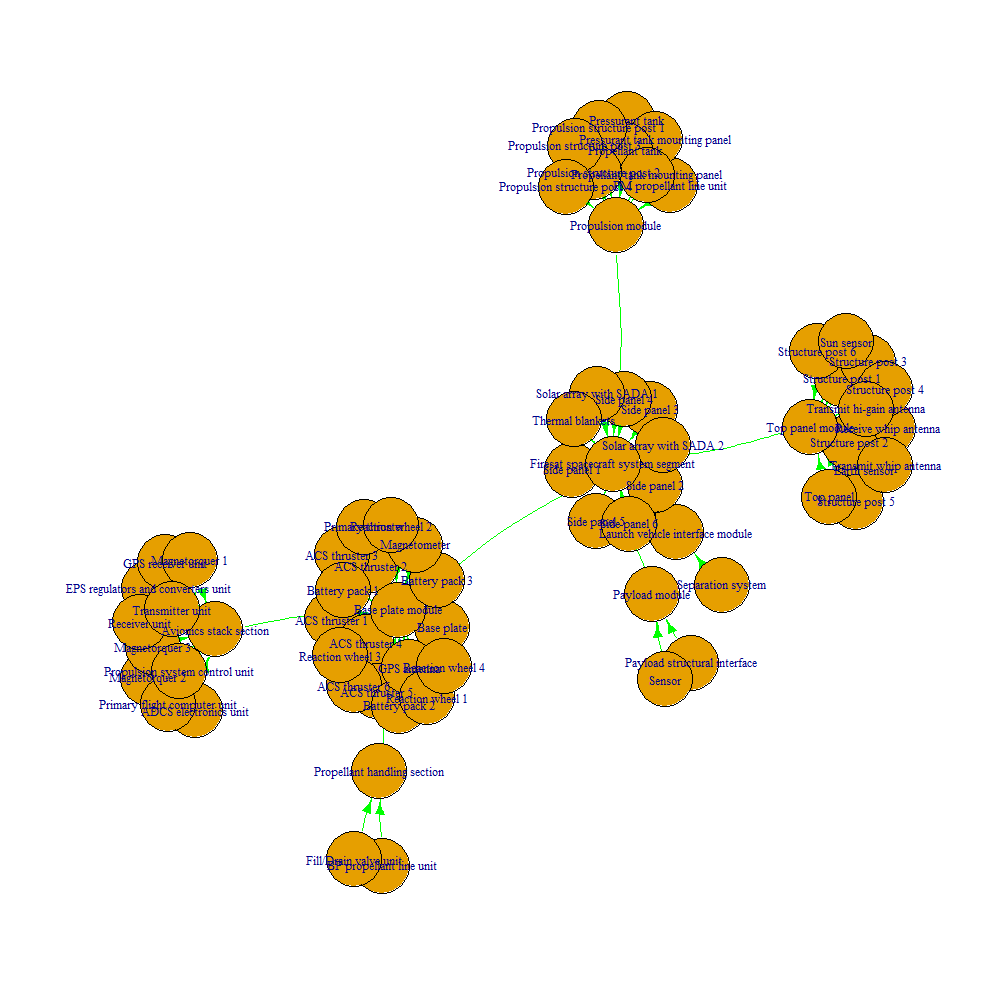 Pressurant tank
Propulsion structure post 1
Pressurant tank mounting panel
Propulsion structure post 3
Propellant tank
Propulsion structure post 2
Propellant tank mounting panel
Propulsion structure post 4
PM propellant line unit
Propulsion module
Sun sensor
Structure post 6
Structure post 3
Structure post 1
Structure post 4
Transmit hi-gain antenna
Top panel module
Receive whip antenna
Structure post 2
Transmit whip antenna
Earth sensor
Top panel
Structure post 5
Solar array with SADA 1
Side panel 4
Side panel 3
Thermal blankets
Solar array with SADA 2
Firesat spacecraft system segment
Side panel 1
Side panel 2
Side panel 5
Side panel 6
Launch vehicle interface module
Separation system
Payload module
Payload structural interface
Sensor
Reaction wheel 2
Magnetometer
ACS thruster 3
ACS thruster 2
Battery pack 3
Battery pack 1
Base plate module
ACS thruster 1
Base plate
ACS thruster 4
Reaction wheel 3
GPS antenna
Reaction wheel 4
ACS thruster 6
ACS thruster 5
Reaction wheel 1
Battery pack 2
Magnetorquer 1
GPS receiver unit
EPS regulators and converters unit
Transmitter unit
Receiver unit
Avionics stack section
Magnetorquer 3
Propulsion system control unit
Magnetorquer 2
Primary flight computer unit
ADCS electronics unit
Propellant handling section
Fill/Drain valve unit
BP propellant line unit